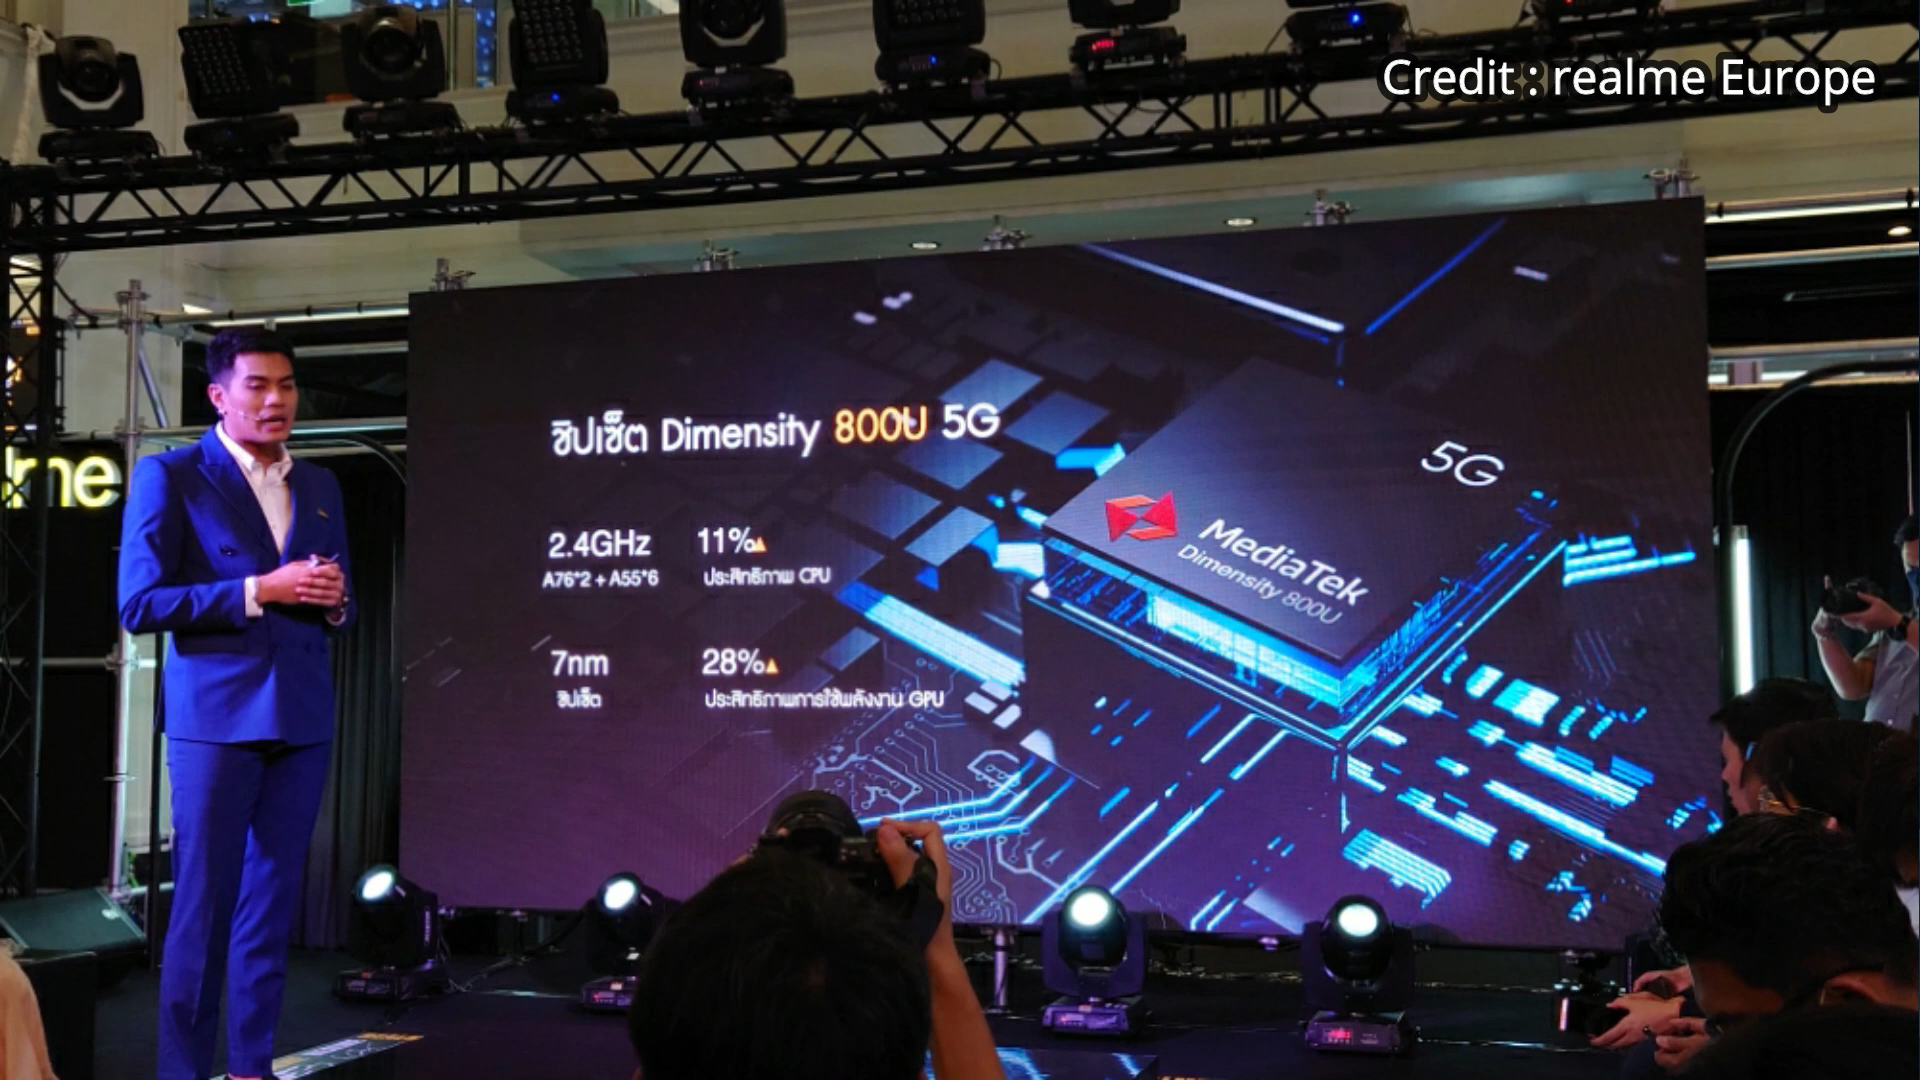 Credit : realme Europe
ชิปเซ็ต Dimensity 800U 5G
2.4GHz
A76*2 + A55*6
11%
ประสิทธิภาพ CPU
7nm
ชิปเซ็ต
28%
ประสิทธิภาพการใช้พลังงาน GPU
5G
MediaTek
Dimensity 800U
lme